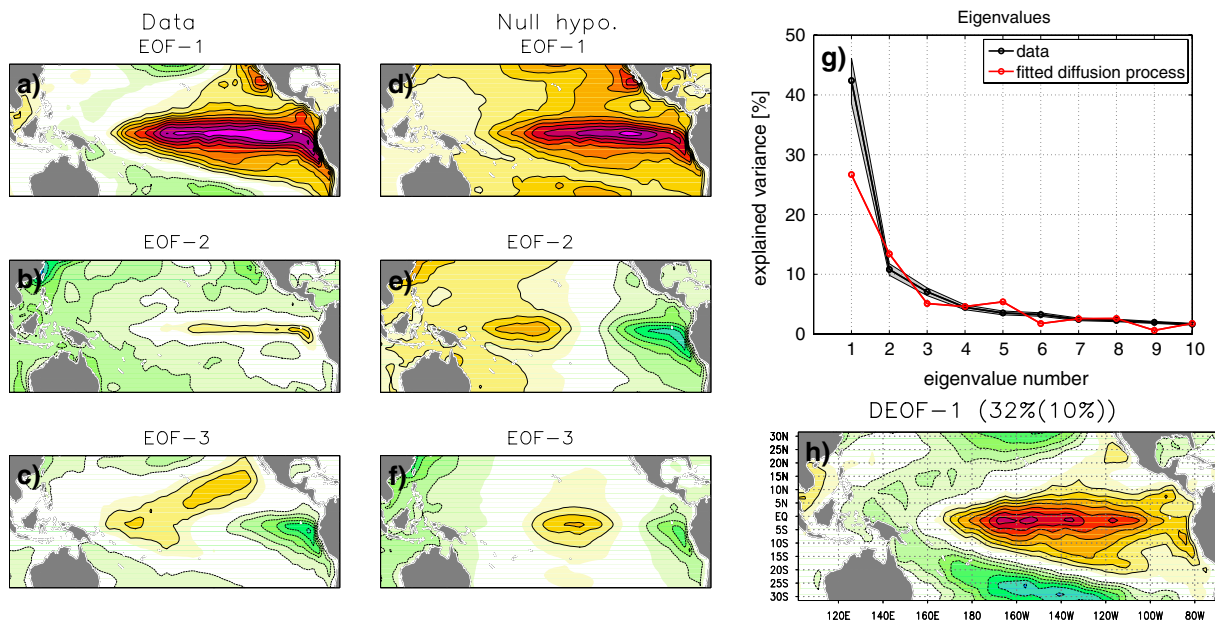 Data
EOF-1
a)
EOF-2
b)
EOF-3
c)
Null hypo.
EOF-1
d)
EOF-2
e)
EOF-3
f)
Eigenvalues
g)
data
fitted diffusion process
explained variance [%]
50
40
30
20
10
0
1 2 3 4 5 6 7 8 9 10
eigenvalue number
DEOF-1 (32%(10%))
h)
30N
25N
20N
15N
10N
5N
EQ
5S
10S
15S
20S
25S
30S
120E 140E 160E 180 160W 140W 120W 100W 80W